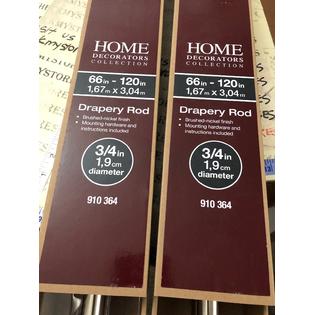 HOME
DECORATORS
COLLECTION
66in - 120in
1,67m x 3,04m
Drapery Rod
• Brushed-nickel finish
• Mounting hardware and
instructions included
3/4in
1,9cm
diameter
910 364
HOME
DECORATORS
COLLECTION
66in - 120in
1,67m x 3,04m
Drapery Rod
• Brushed-nickel finish
• Mounting hardware and
instructions included
3/4in
1,9cm
diameter
910 364